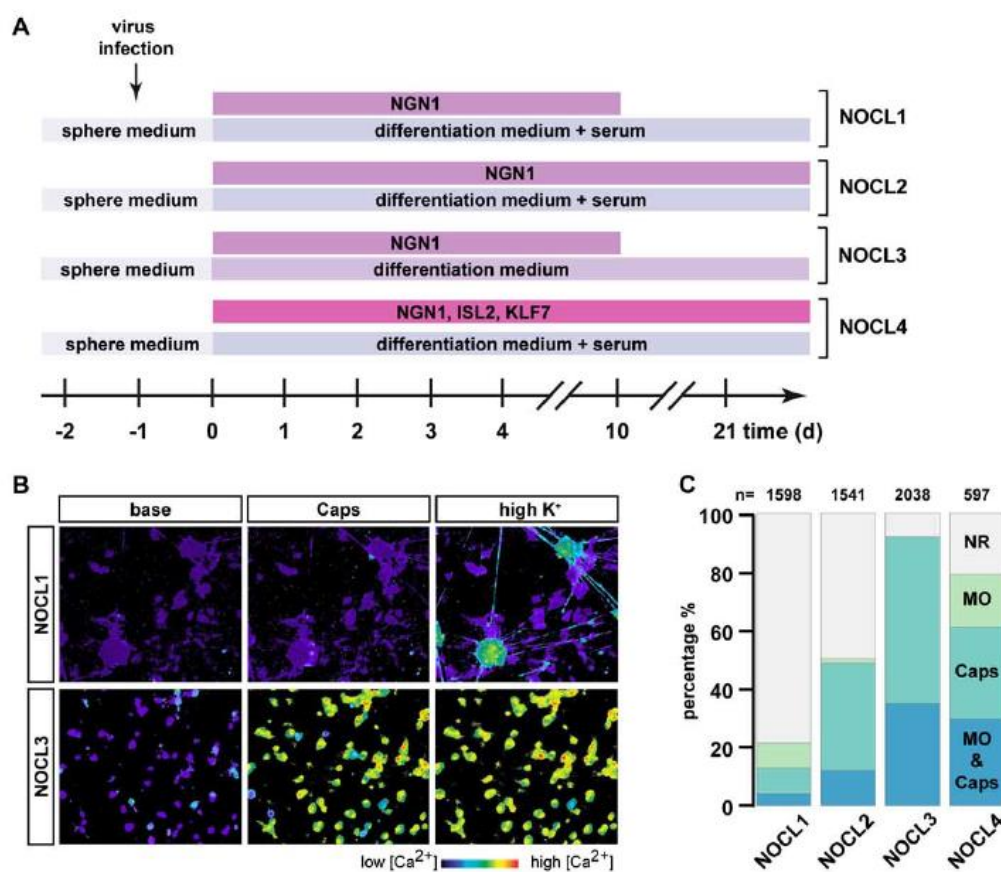 A
virus
infection
NGN1
sphere medium differentiation medium + serum
NOCL1
NGN1
sphere medium differentiation medium + serum
NOCL2
NGN1
sphere medium differentiation medium
NOCL3
NGN1, ISL2, KLF7
sphere medium differentiation medium + serum
NOCL4
-2 -1 0 1 2 3 4 10 21 time (d)
B
base Caps high K⁺
NOCL1
NOCL3
low [Ca²⁺] high [Ca²⁺]
C
n= 1598 1541 2038 597
percentage %
100
80
60
40
20
0
NR
MO
Caps
MO
&
Caps
NOCL1 NOCL2 NOCL3 NOCL4